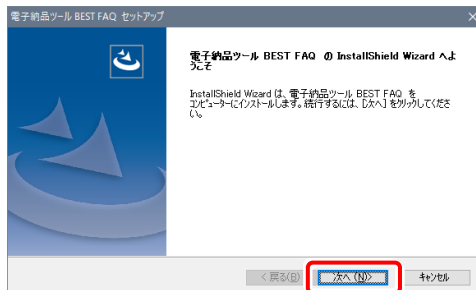 電子納品ツール BEST FAQ セットアップ
電子納品ツール BEST FAQ の InstallShield Wizard へよ
うこそ
InstallShield Wizard は、電子納品ツール BEST FAQ を
コンピューターにインストールします。続行するには、[次へ] をクリックしてくださ
い。
< 戻る(B)
次へ (N)>
キャンセル